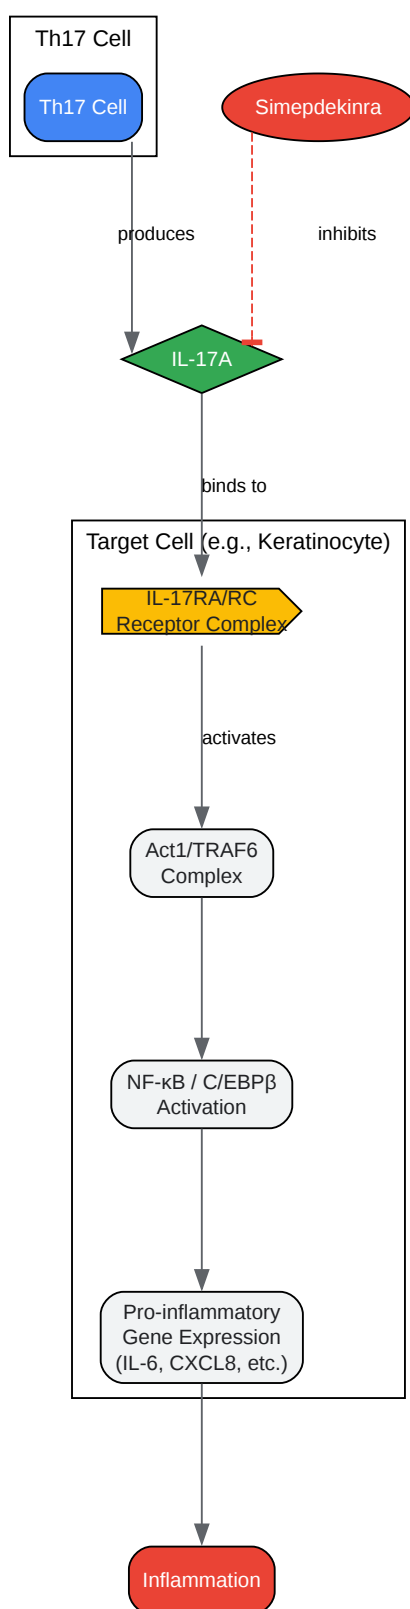 Th17 Cell
Th17 Cell
Simepdekinra
produces
inhibits
IL-17A
binds to
Target Cell (e.g., Keratinocyte)
IL-17RA/RC
Receptor Complex
activates
Act1/TRAF6
Complex
NF-κB / C/EBPβ
Activation
Pro-inflammatory
Gene Expression
(IL-6, CXCL8, etc.)
Inflammation